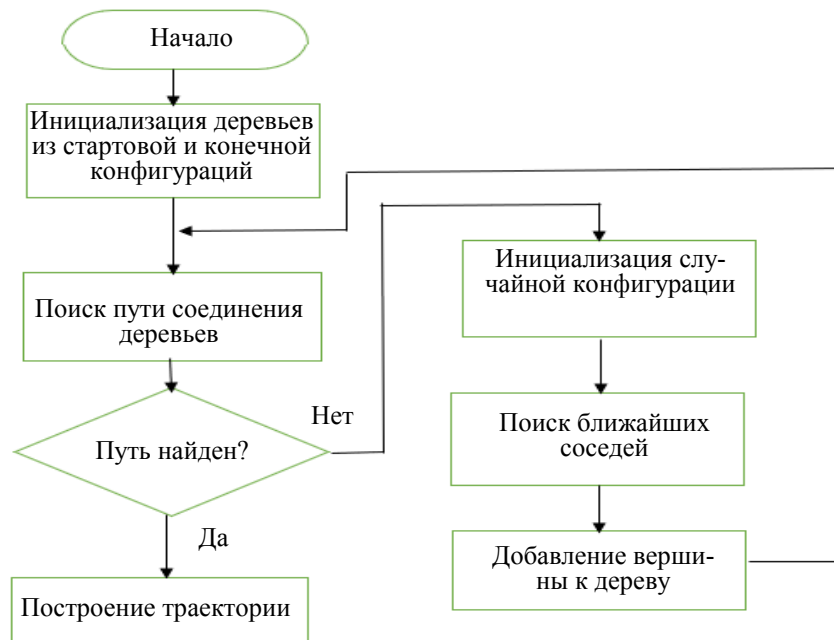 Начало
Инициализация деревьев
из стартовой и конечной
конфигураций
Поиск пути соединения
деревьев
Путь найден?
Нет
Да
Построение траектории
Инициализация слу-
чайной конфигурации
Поиск ближайших
соседей
Добавление верши-
ны к дереву